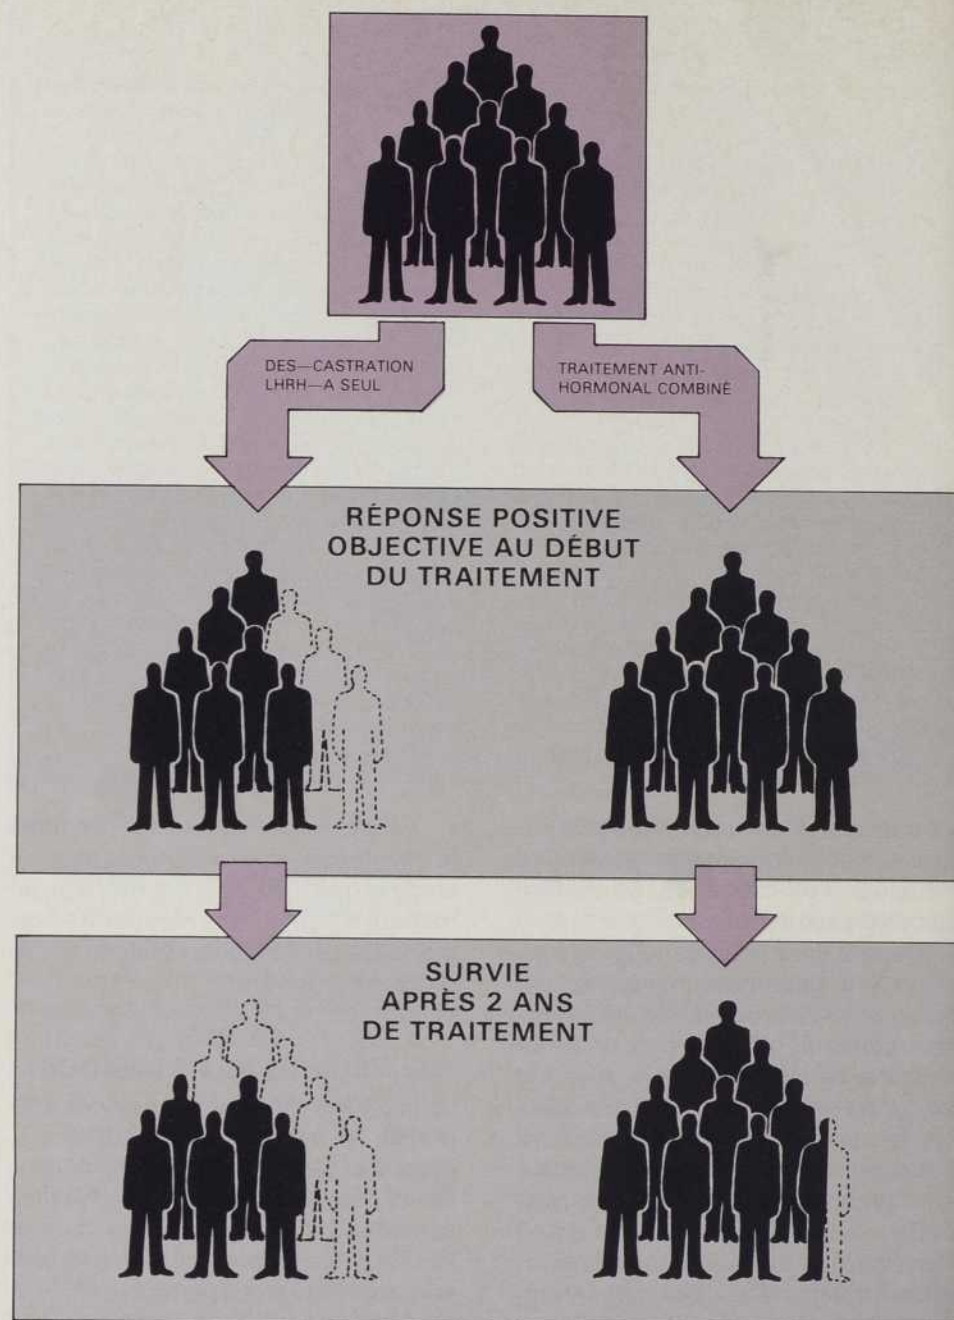 DES—CASTRATION
LHRH—A SEUL
TRAITEMENT ANTI-
HORMONAL COMBINÉ
RÉPONSE POSITIVE
OBJECTIVE AU DÉBUT
DU TRAITEMENT
SURVIE
APRÈS 2 ANS
DE TRAITEMENT